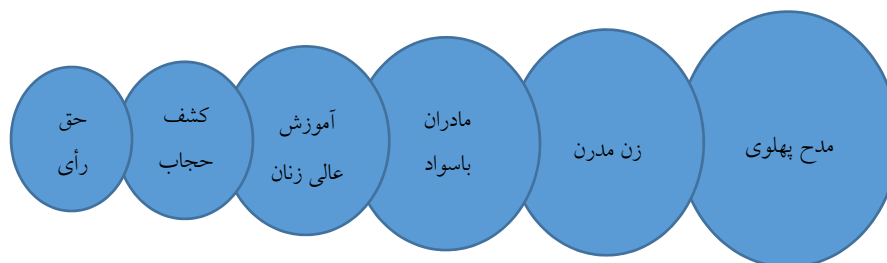 مدح پهلوی
زن مدرن
مادران
باسواد
آموزش
عالی زنان
کشف
حجاب
حق
رأی